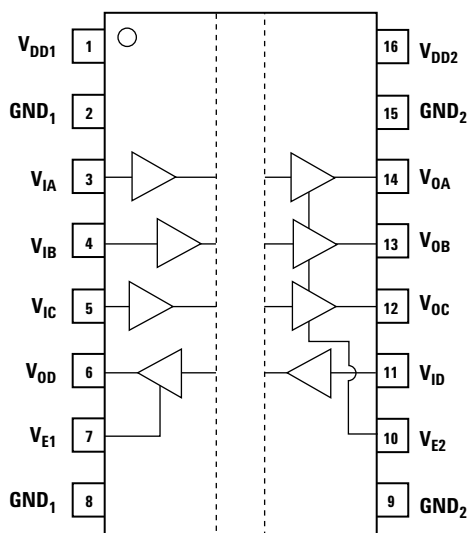 V_DD1 1 16 V_DD2
GND_1 2 15 GND_2
V_IA 3 14 V_OA
V_IB 4 13 V_OB
V_IC 5 12 V_OC
V_OD 6 11 V_ID
V_E1 7 10 V_E2
GND_1 8 9 GND_2